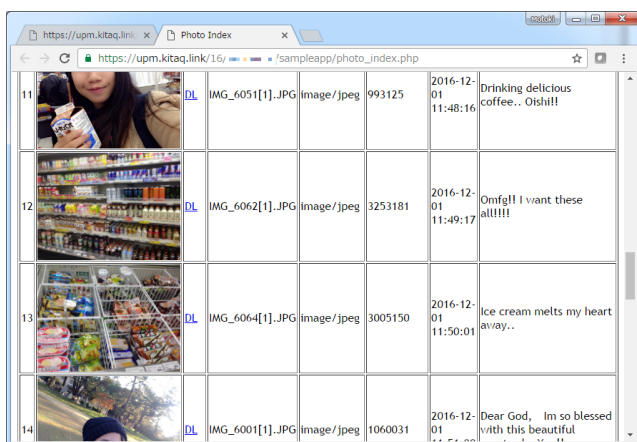 Motoki
https://upm.kitaq.link
Photo Index
https://upm.kitaq.link/16/
/sampleapp/photo_index.php
11
DL
IMG_6051[1].JPG
image/jpeg
993125
2016-12-
01
11:48:16
Drinking delicious
coffee.. Oishi!!
12
DL
IMG_6062[1].JPG
image/jpeg
3253181
2016-12-
01
11:49:17
Omfg!! I want these
all!!!!
13
DL
IMG_6064[1].JPG
image/jpeg
3005150
2016-12-
01
11:50:01
Ice cream melts my heart
away..
14
DL
IMG_6001[1].JPG
image/jpeg
1060031
2016-12-
01
Dear God, Im so blessed
with this beautiful